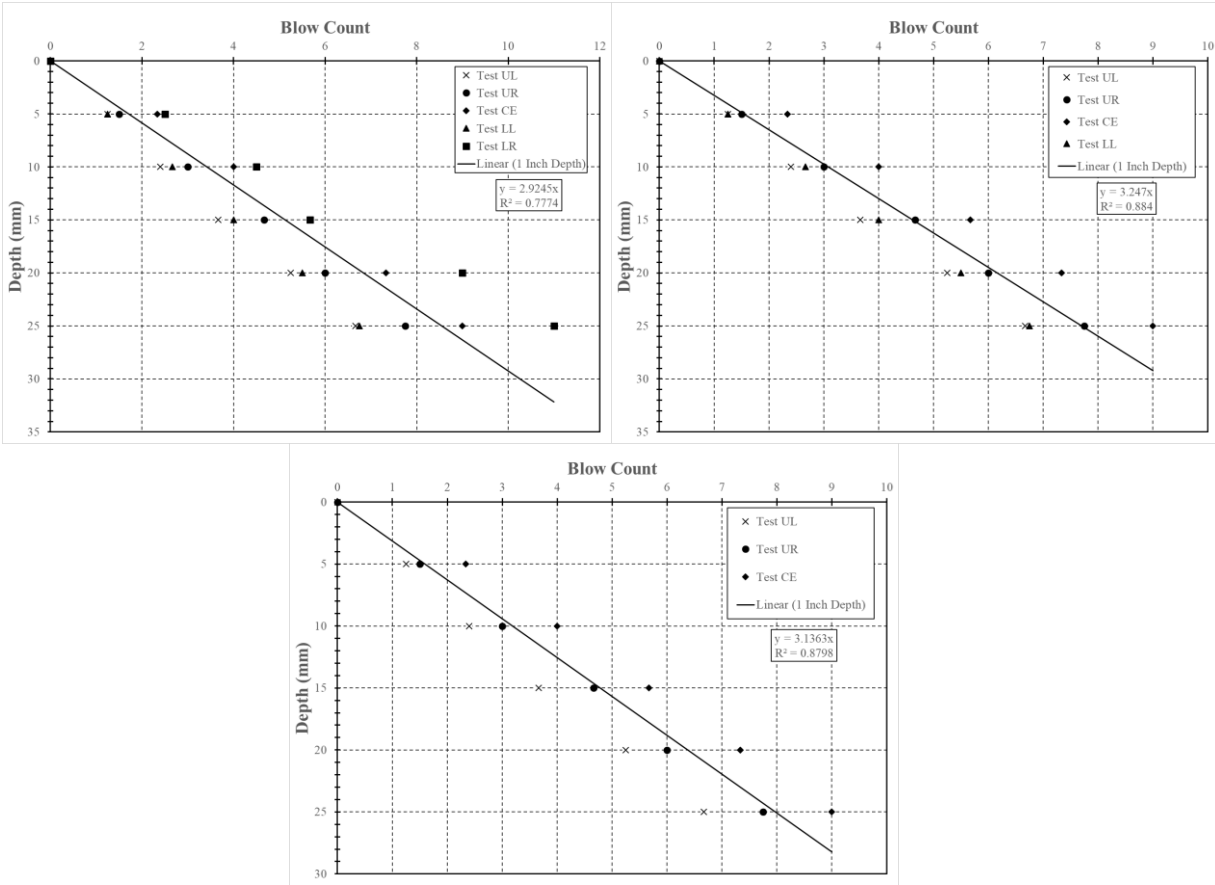 Blow Count
0 2 4 6 8 10 12
Depth (mm)
0
5
10
15
20
25
30
35
Test UL
Test UR
Test CE
Test LL
Test LR
Linear (1 Inch Depth)
y = 2.9245x
R² = 0.7774
Blow Count
0 1 2 3 4 5 6 7 8 9 10
Depth (mm)
0
5
10
15
20
25
30
35
Test UL
Test UR
Test CE
Test LL
Linear (1 Inch Depth)
y = 3.247x
R² = 0.884
Blow Count
0 1 2 3 4 5 6 7 8 9 10
Depth (mm)
0
5
10
15
20
25
30
Test UL
Test UR
Test CE
Linear (1 Inch Depth)
y = 3.1363x
R² = 0.8798